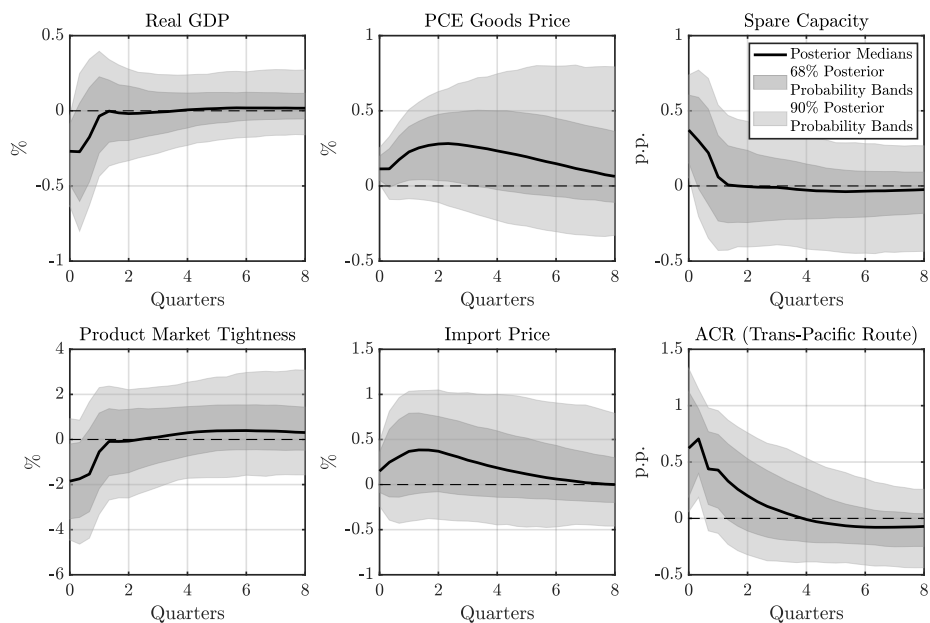 Real GDP
0.5
0
-0.5
-1
%
0 2 4 6 8
Quarters
PCE Goods Price
1
0.5
0
-0.5
%
0 2 4 6 8
Quarters
Spare Capacity
1
0.5
0
-0.5
p.p.
Posterior Medians
68% Posterior
Probability Bands
90% Posterior
Probability Bands
0 2 4 6 8
Quarters
Product Market Tightness
4
2
0
-2
-4
-6
%
0 2 4 6 8
Quarters
Import Price
1.5
1
0.5
0
-0.5
-1
%
0 2 4 6 8
Quarters
ACR (Trans-Pacific Route)
1.5
1
0.5
0
-0.5
p.p.
0 2 4 6 8
Quarters